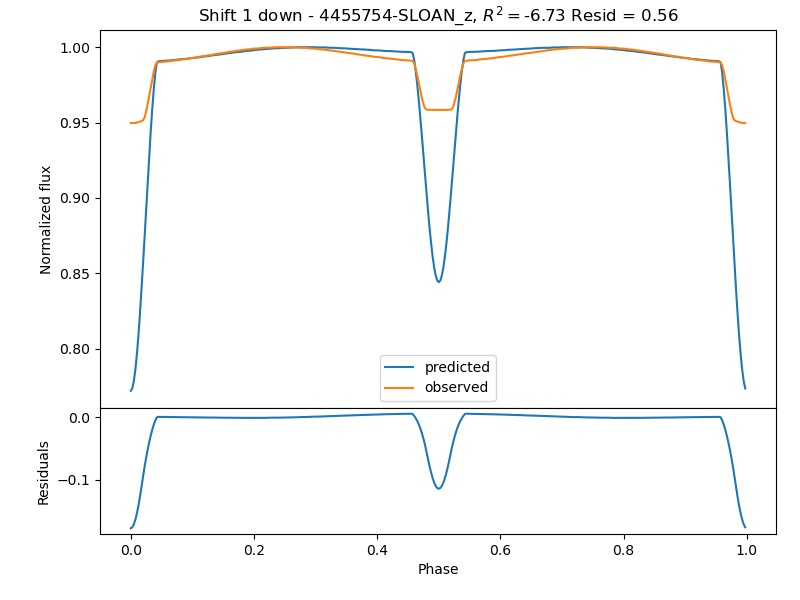 Shift 1 down - 4455754-SLOAN_z, R² = -6.73 Resid = 0.56
1.00
0.95
0.90
0.85
0.80
Normalized flux
predicted
observed
0.0
−0.1
Residuals
0.0 0.2 0.4 0.6 0.8 1.0
Phase